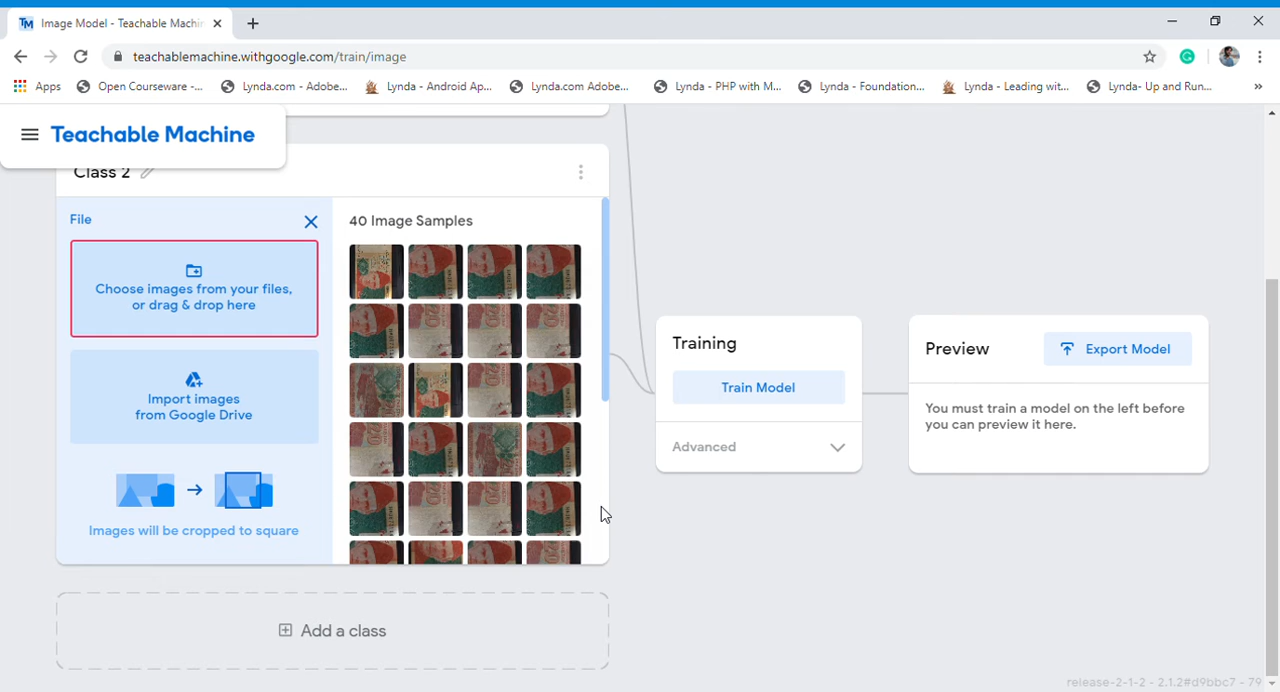 Image Model - Teachable Machin
teachablemachine.withgoogle.com/train/image
Apps
Open Courseware -...
Lynda.com - Adobe...
Lynda - Android Ap...
Lynda.com Adobe...
Lynda - PHP with M...
Lynda - Foundation...
Lynda - Leading wit...
Lynda- Up and Run...
»
Teachable Machine
Class 2
File
40 Image Samples
Choose images from your files,
or drag & drop here
Import images
from Google Drive
Images will be cropped to square
Training
Train Model
Advanced
Preview
Export Model
You must train a model on the left before
you can preview it here.
Add a class
release-2-1-2 - 2.1.2#d9bbc7 - 79